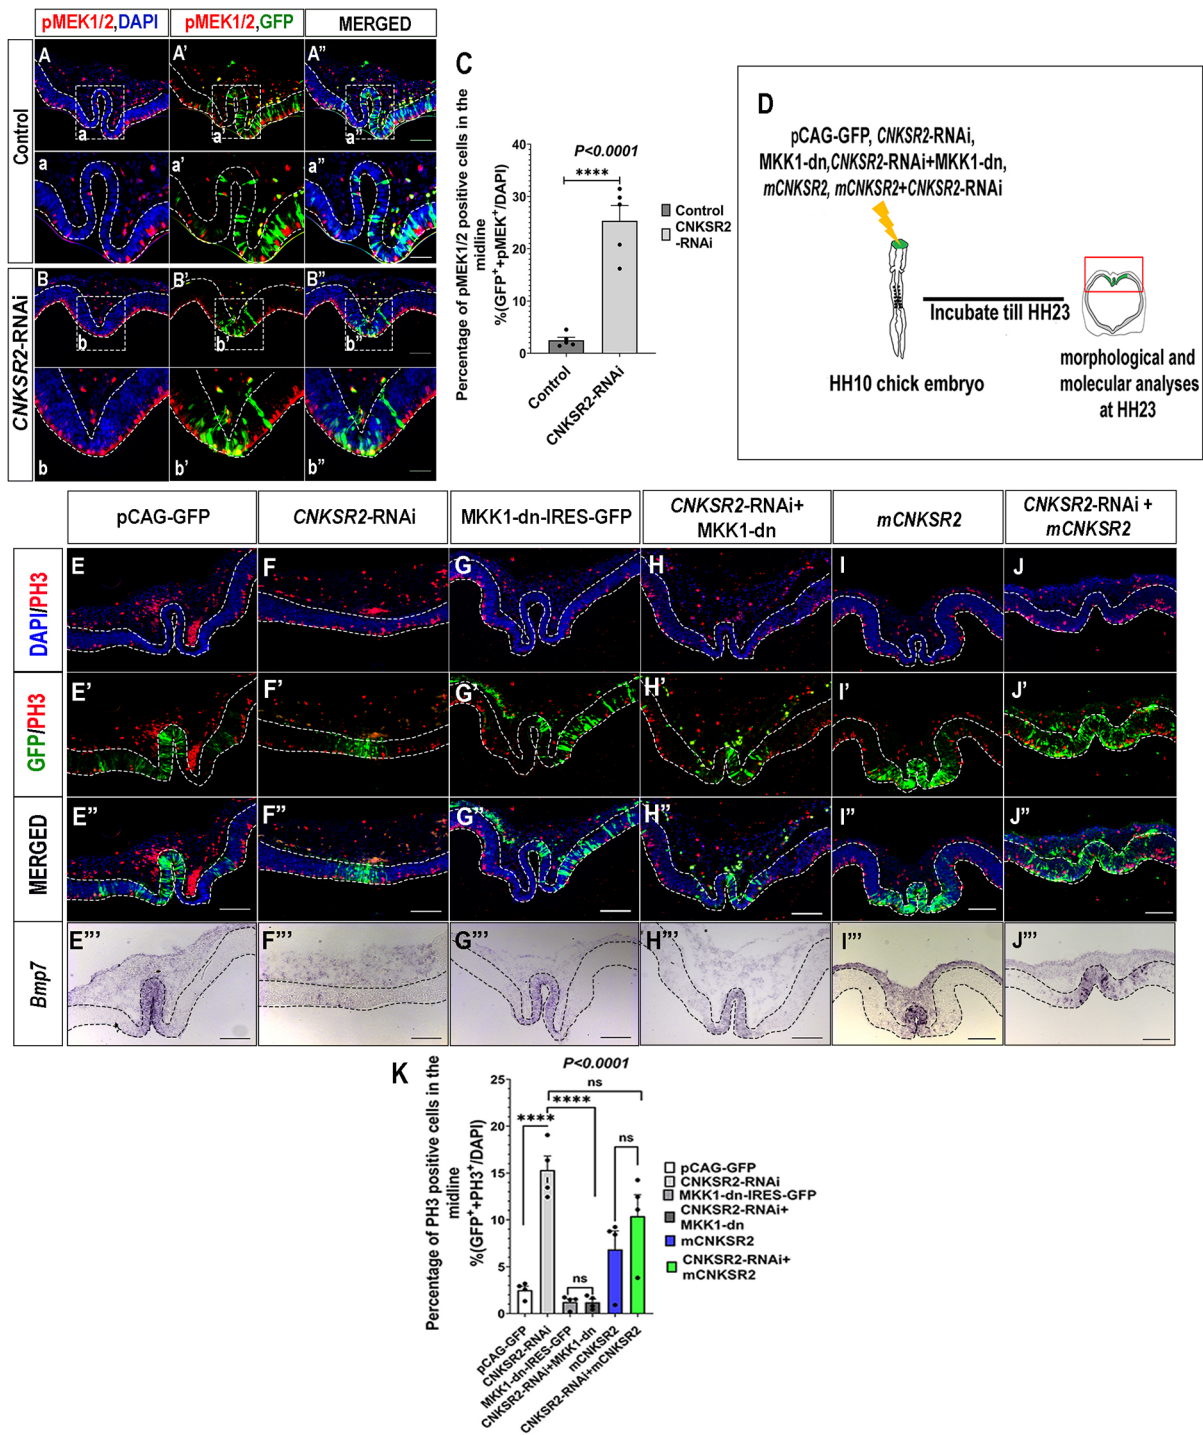 pMEK1/2,DAPI
pMEK1/2,GFP
MERGED
Control
A
A'
A"
a
a'
a"
a
a'
a"
CNKSR2-RNAi
B
B'
B"
b
b'
b"
b
b'
b"
C
Percentage of pMEK1/2 positive cells in the
midline
%(GFP⁺+pMEK⁺/DAPI)
P<0.0001
****
40
30
20
10
0
Control
CNKSR2-RNAi
Control
CNKSR2
-RNAi
D
pCAG-GFP, CNKSR2-RNAi,
MKK1-dn,CNKSR2-RNAi+MKK1-dn,
mCNKSR2, mCNKSR2+CNKSR2-RNAi
Incubate till HH23
HH10 chick embryo
morphological and
molecular analyses
at HH23
pCAG-GFP
CNKSR2-RNAi
MKK1-dn-IRES-GFP
CNKSR2-RNAi+
MKK1-dn
mCNKSR2
CNKSR2-RNAi +
mCNKSR2
DAPI/PH3
E
F
G
H
I
J
GFP/PH3
E'
F'
G'
H'
I'
J'
MERGED
E"
F"
G"
H"
I"
J"
Bmp7
E"'
F"'
G"'
H"'
I"'
J"'
K
Percentage of PH3 positive cells in the
midline
%(GFP⁺+PH3⁺/DAPI)
P<0.0001
ns
****
****
ns
ns
25
20
15
10
5
0
pCAG-GFP
CNKSR2-RNAi
MKK1-dn-IRES-GFP
CNKSR2-RNAi+MKK1-dn
mCNKSR2
CNKSR2-RNAi+mCNKSR2
pCAG-GFP
CNKSR2-RNAi
MKK1-dn-IRES-GFP
CNKSR2-RNAi+
MKK1-dn
mCNKSR2
CNKSR2-RNAi+
mCNKSR2